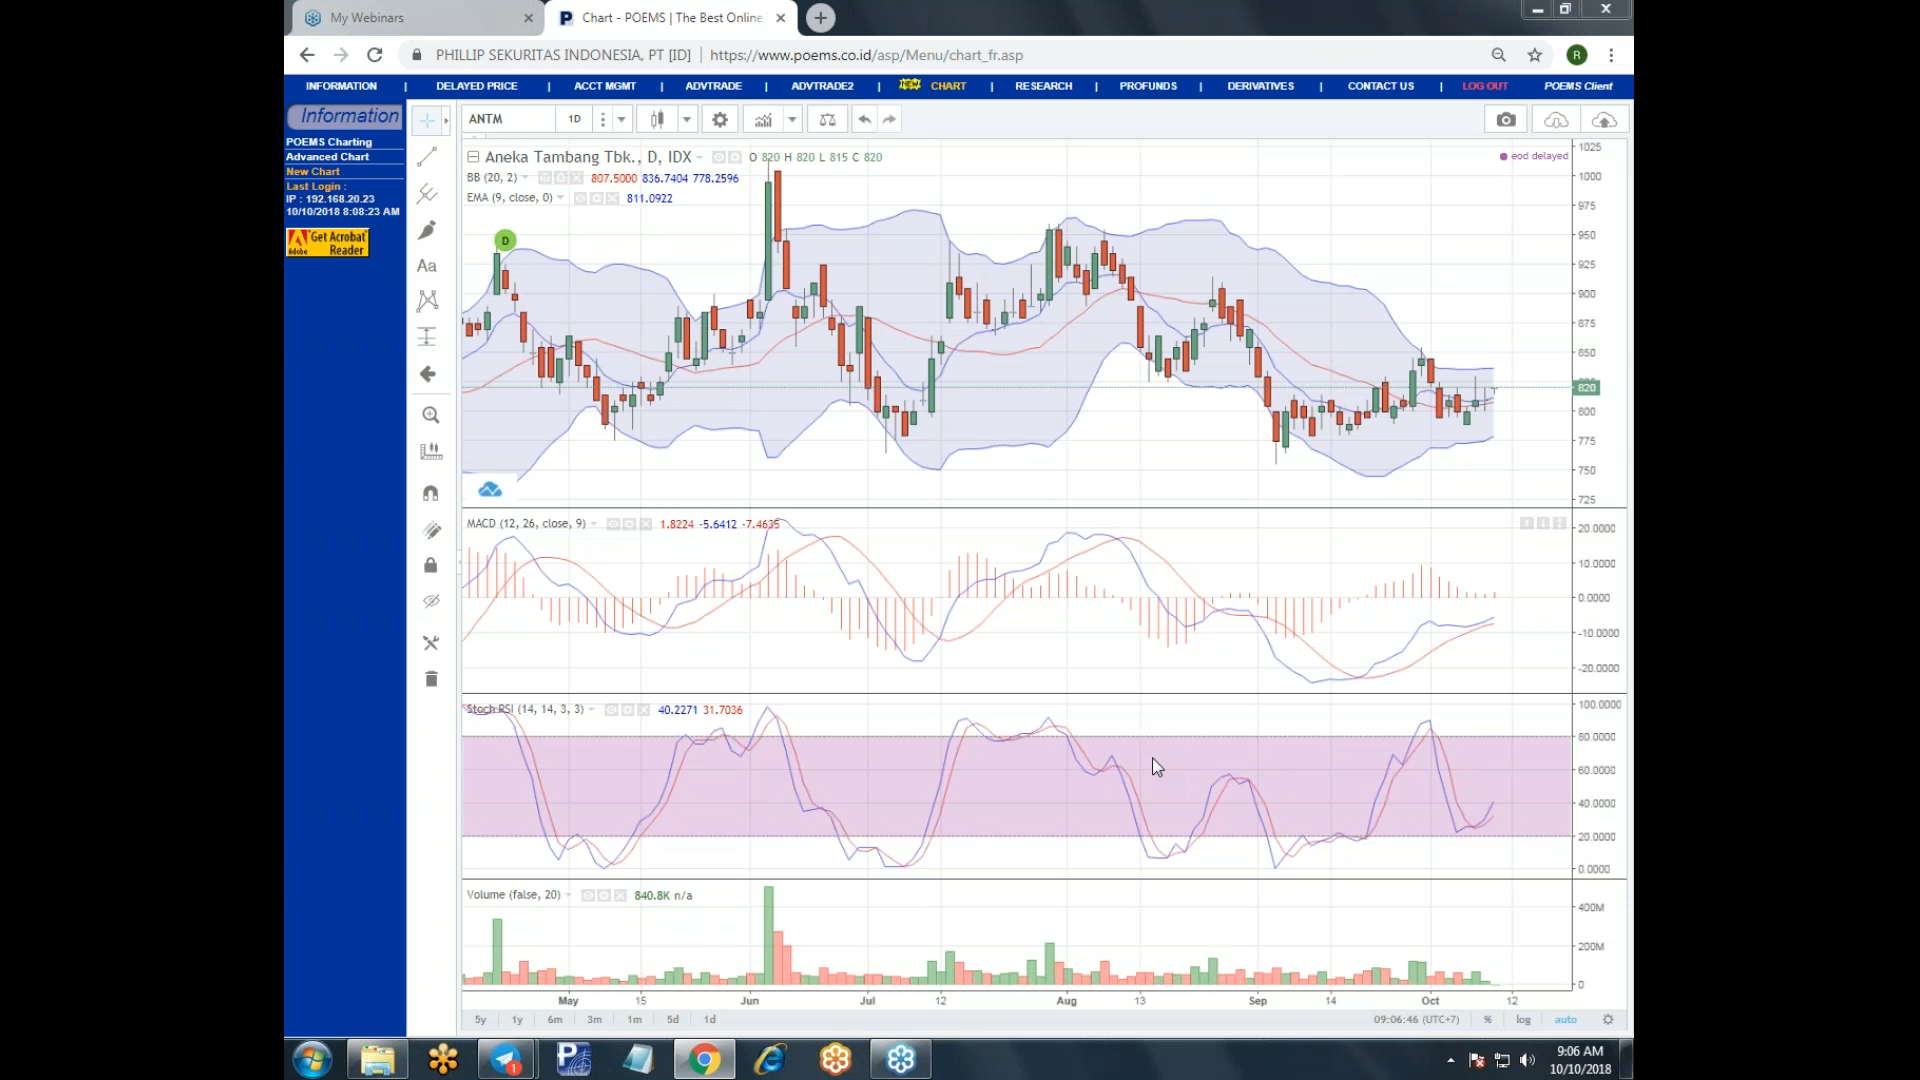 My Webinars
Chart - POEMS | The Best Online
PHILLIP SEKURITAS INDONESIA, PT [ID] | https://www.poems.co.id/asp/Menu/chart_fr.asp
R
INFORMATION | DELAYED PRICE | ACCT MGMT | ADVTRADE | ADVTRADE2 | NEW CHART | RESEARCH | PROFUNDS | DERIVATIVES | CONTACT US | LOG OUT POEMS Client
Information
POEMS Charting
Advanced Chart
New Chart
Last Login :
IP : 192.168.20.23
10/10/2018 8:08:23 AM
Get Acrobat
Reader
Adobe
ANTM 1D
Aa
Aneka Tambang Tbk., D, IDX O 820 H 820 L 815 C 820
eod delayed
BB (20, 2) 807.5000 836.7404 778.2596
EMA (9, close, 0) 811.0922
D
1025
1000
975
950
925
900
875
850
820
800
775
750
725
MACD (12, 26, close, 9) 1.8224 -5.6412 -7.4635
20.0000
10.0000
0.0000
-10.0000
-20.0000
Stoch RSI (14, 14, 3, 3) 40.2271 31.7036
100.0000
80.0000
60.0000
40.0000
20.0000
0.0000
Volume (false, 20) 840.8K n/a
400M
200M
0
May 15 Jun Jul 12 Aug 13 Sep 14 Oct 12
5y 1y 6m 3m 1m 5d 1d
09:06:46 (UTC+7) % log auto
1
9:06 AM
10/10/2018